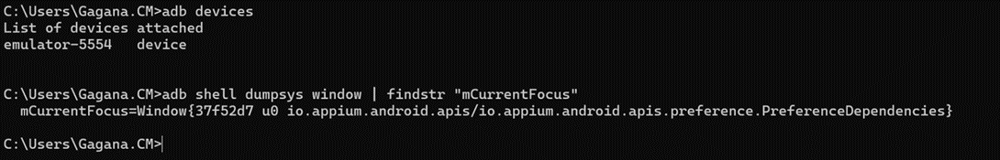 C:\Users\Gagana.CM>adb devices
List of devices attached
emulator-5554   device
C:\Users\Gagana.CM>adb shell dumpsys window | findstr "mCurrentFocus"
  mCurrentFocus=Window{37f52d7 u0 io.appium.android.apis/io.appium.android.apis.preference.PreferenceDependencies}
C:\Users\Gagana.CM>